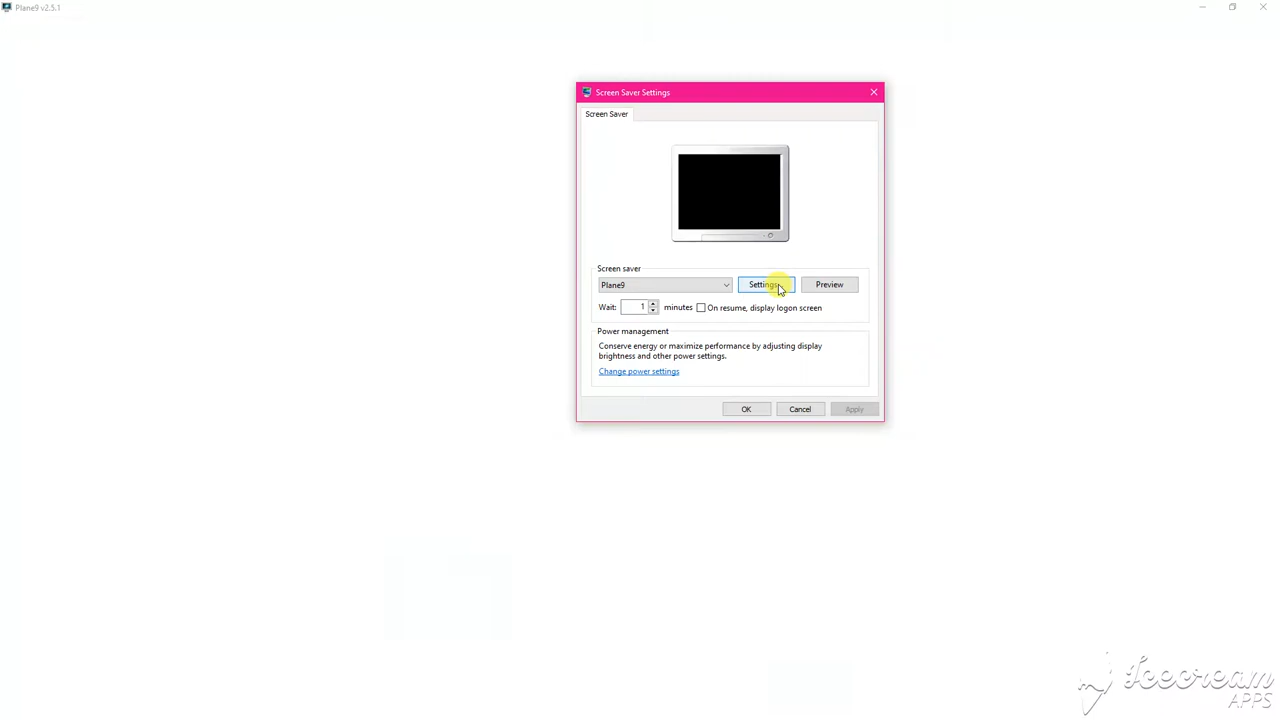 Plane9 v2.5.1
Screen Saver Settings
Screen Saver
Screen saver
Plane9
Settings...
Preview
Wait: 1 minutes
On resume, display logon screen
Power management
Conserve energy or maximize performance by adjusting display
brightness and other power settings.
Change power settings
OK
Cancel
Apply
Icecream
APPS